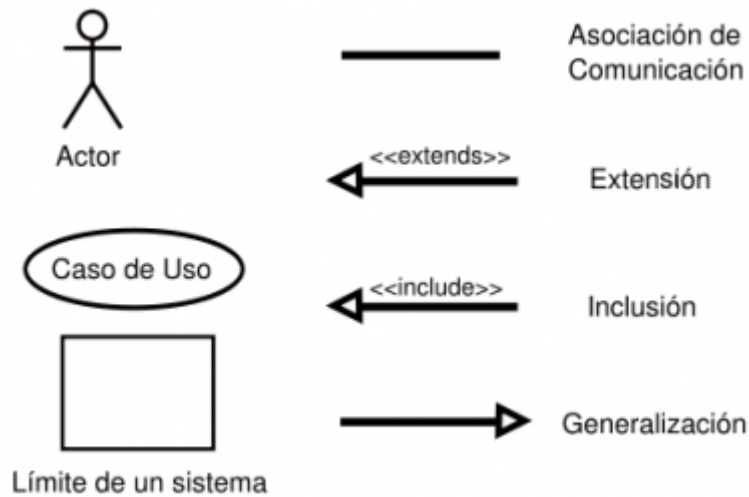 Actor
Caso de Uso
Límite de un sistema
Asociación de
Comunicación
<<extends>>
Extensión
<<include>>
Inclusión
Generalización